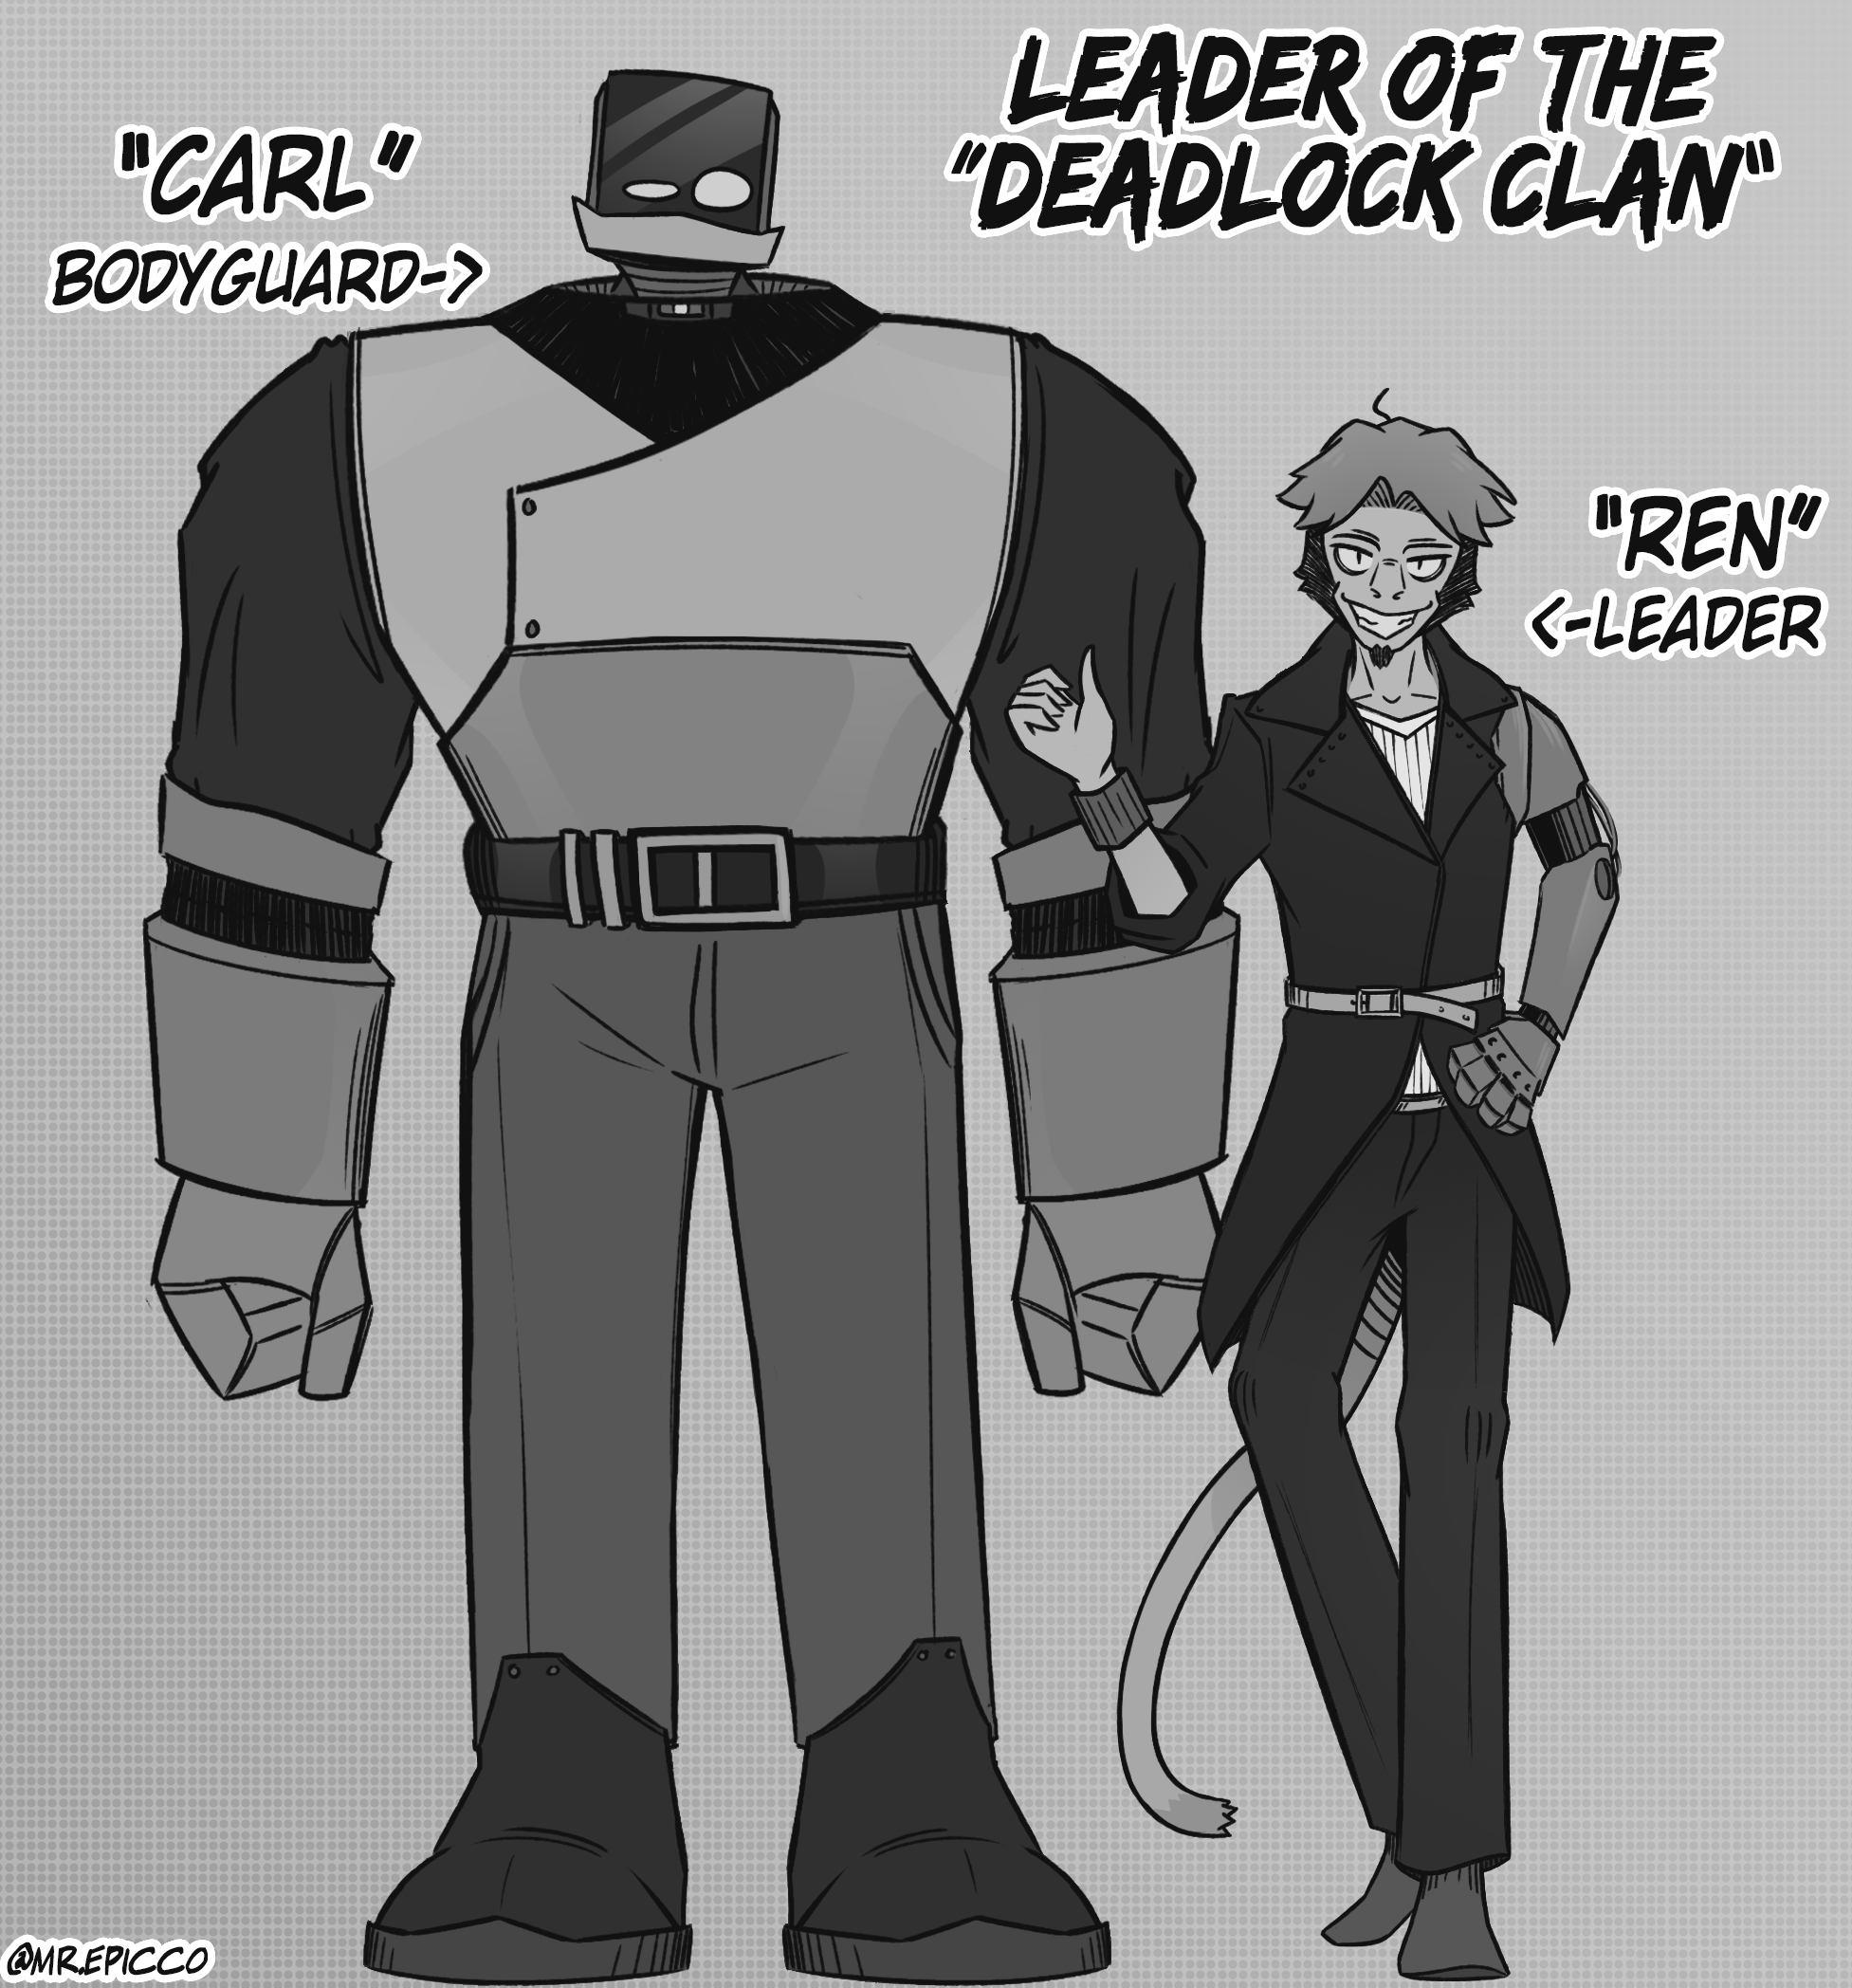 LEADER OF THE
"DEADLOCK CLAN"
"CARL"
BODYGUARD->
"REN"
<-LEADER
@MR.EPICCO